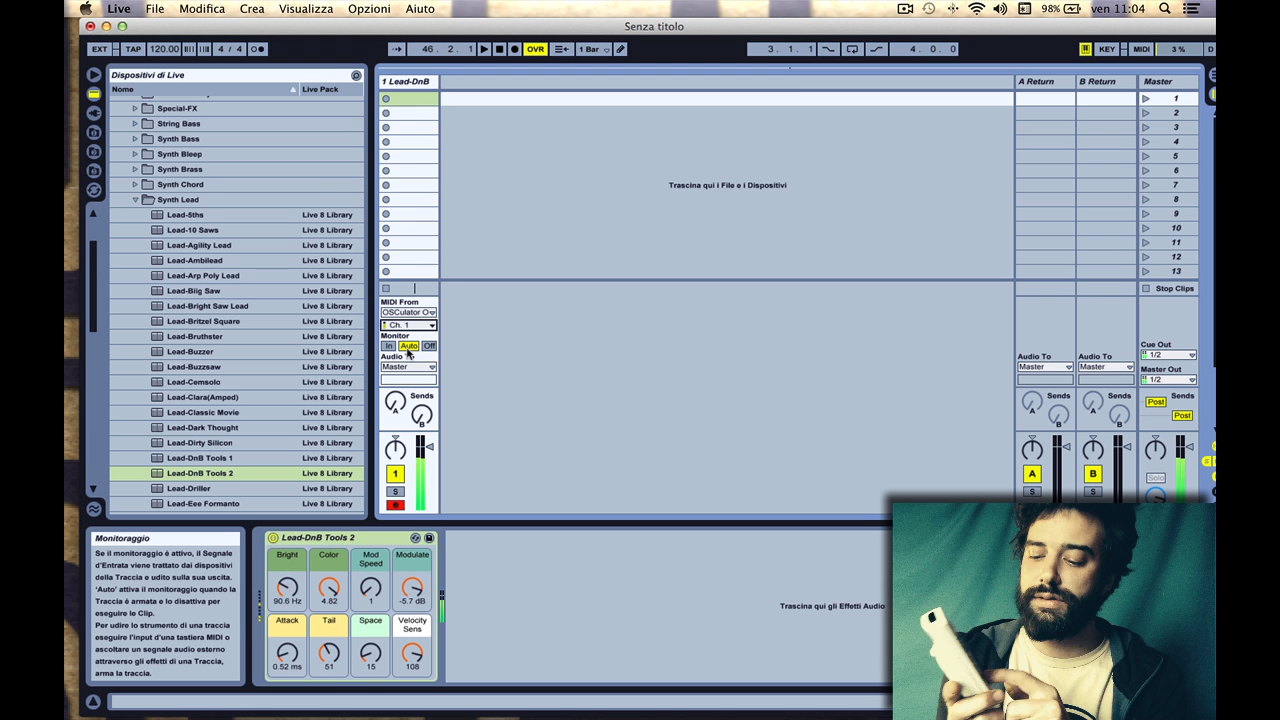 Live File Modifica Crea Visualizza Opzioni Aiuto 98% ven 11:04
Senza titolo
EXT TAP 120.00 4 / 4 46. 2. 1 OVR 1 Bar 3. 1. 1 4. 0. 0 KEY MIDI 3 % D
Dispositivi di Live
Name Live Pack
Special-FX
String Bass
Synth Bass
Synth Bleep
Synth Brass
Synth Chord
Synth Lead
Lead-5ths Live 8 Library
Lead-10 Saws Live 8 Library
Lead-Agility Lead Live 8 Library
Lead-Ambilead Live 8 Library
Lead-Arp Poly Lead Live 8 Library
Lead-Biig Saw Live 8 Library
Lead-Bright Saw Lead Live 8 Library
Lead-Britzel Square Live 8 Library
Lead-Bruthster Live 8 Library
Lead-Buzzer Live 8 Library
Lead-Buzzsaw Live 8 Library
Lead-Cemsolo Live 8 Library
Lead-Clara(Amped) Live 8 Library
Lead-Classic Movie Live 8 Library
Lead-Dark Thought Live 8 Library
Lead-Dirty Silicon Live 8 Library
Lead-DnB Tools 1 Live 8 Library
Lead-DnB Tools 2 Live 8 Library
Lead-Driller Live 8 Library
Lead-Eee Formanto Live 8 Library
1 Lead-DnB A Return B Return Master
1
2
3
4
5
6
7
8
9
10
11
12
13
Trascina qui i File e i Dispositivi
Stop Clips
MIDI From
OSCulator O
Ch. 1
Monitor
In Auto Off
Audio T
Master
Sends
A
B
1
S
Audio To
Master
Sends
A
B
A
S
Audio To
Master
Sends
A
B
B
S
Cue Out
1/2
Master Out
1/2
Sends
Post
Post
Solo
Monitoraggio
Se il monitoraggio è attivo, il Segnale
d'Entrata viene trattato dai dispositivi
della Traccia e udito sulla sua uscita.
'Auto' attiva il monitoraggio quando la
Traccia è armata e lo disattiva per
eseguire le Clip.
Per udire lo strumento di una traccia
eseguire l'input d'una tastiera MIDI o
ascoltare un segnale audio esterno
attraverso gli effetti di una Traccia,
arma la traccia.
Lead-DnB Tools 2
Bright Color Mod Speed Modulate
90.6 Hz 4.82 1 -5.7 dB
Attack Tail Space Velocity Sens
0.52 ms 51 15 108
Trascina qui gli Effetti Audio